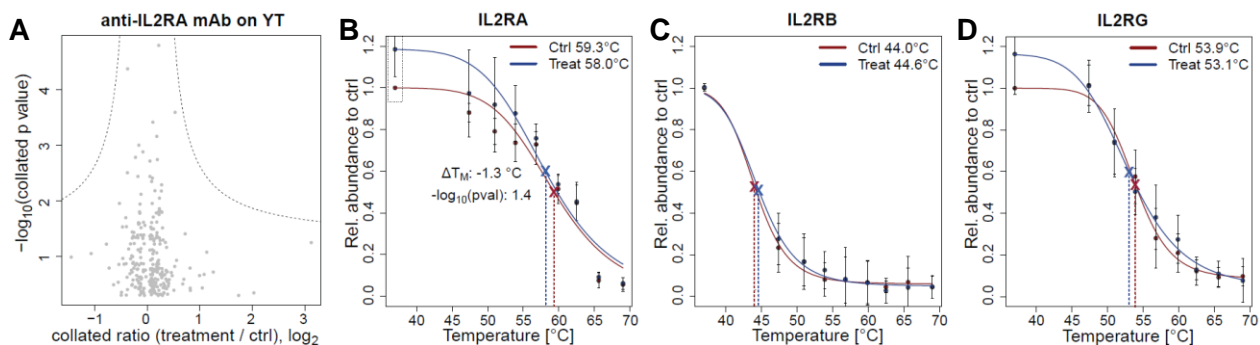 A
anti-IL2RA mAb on YT
−log10(collated p value)
5
4
3
2
1
−1
0
1
2
3
collated ratio (treatment / ctrl), log2
B
IL2RA
Ctrl 59.3°C
Treat 58.0°C
Rel. abundance to ctrl
1.2
1.0
0.8
0.6
0.4
0.2
0.0
ΔTM: -1.3 °C
-log10(pval): 1.4
40
45
50
55
60
65
70
Temperature [°C]
C
IL2RB
Ctrl 44.0°C
Treat 44.6°C
Rel. abundance to ctrl
1.2
1.0
0.8
0.6
0.4
0.2
0.0
40
45
50
55
60
65
70
Temperature [°C]
D
IL2RG
Ctrl 53.9°C
Treat 53.1°C
Rel. abundance to ctrl
1.2
1.0
0.8
0.6
0.4
0.2
0.0
40
45
50
55
60
65
70
Temperature [°C]